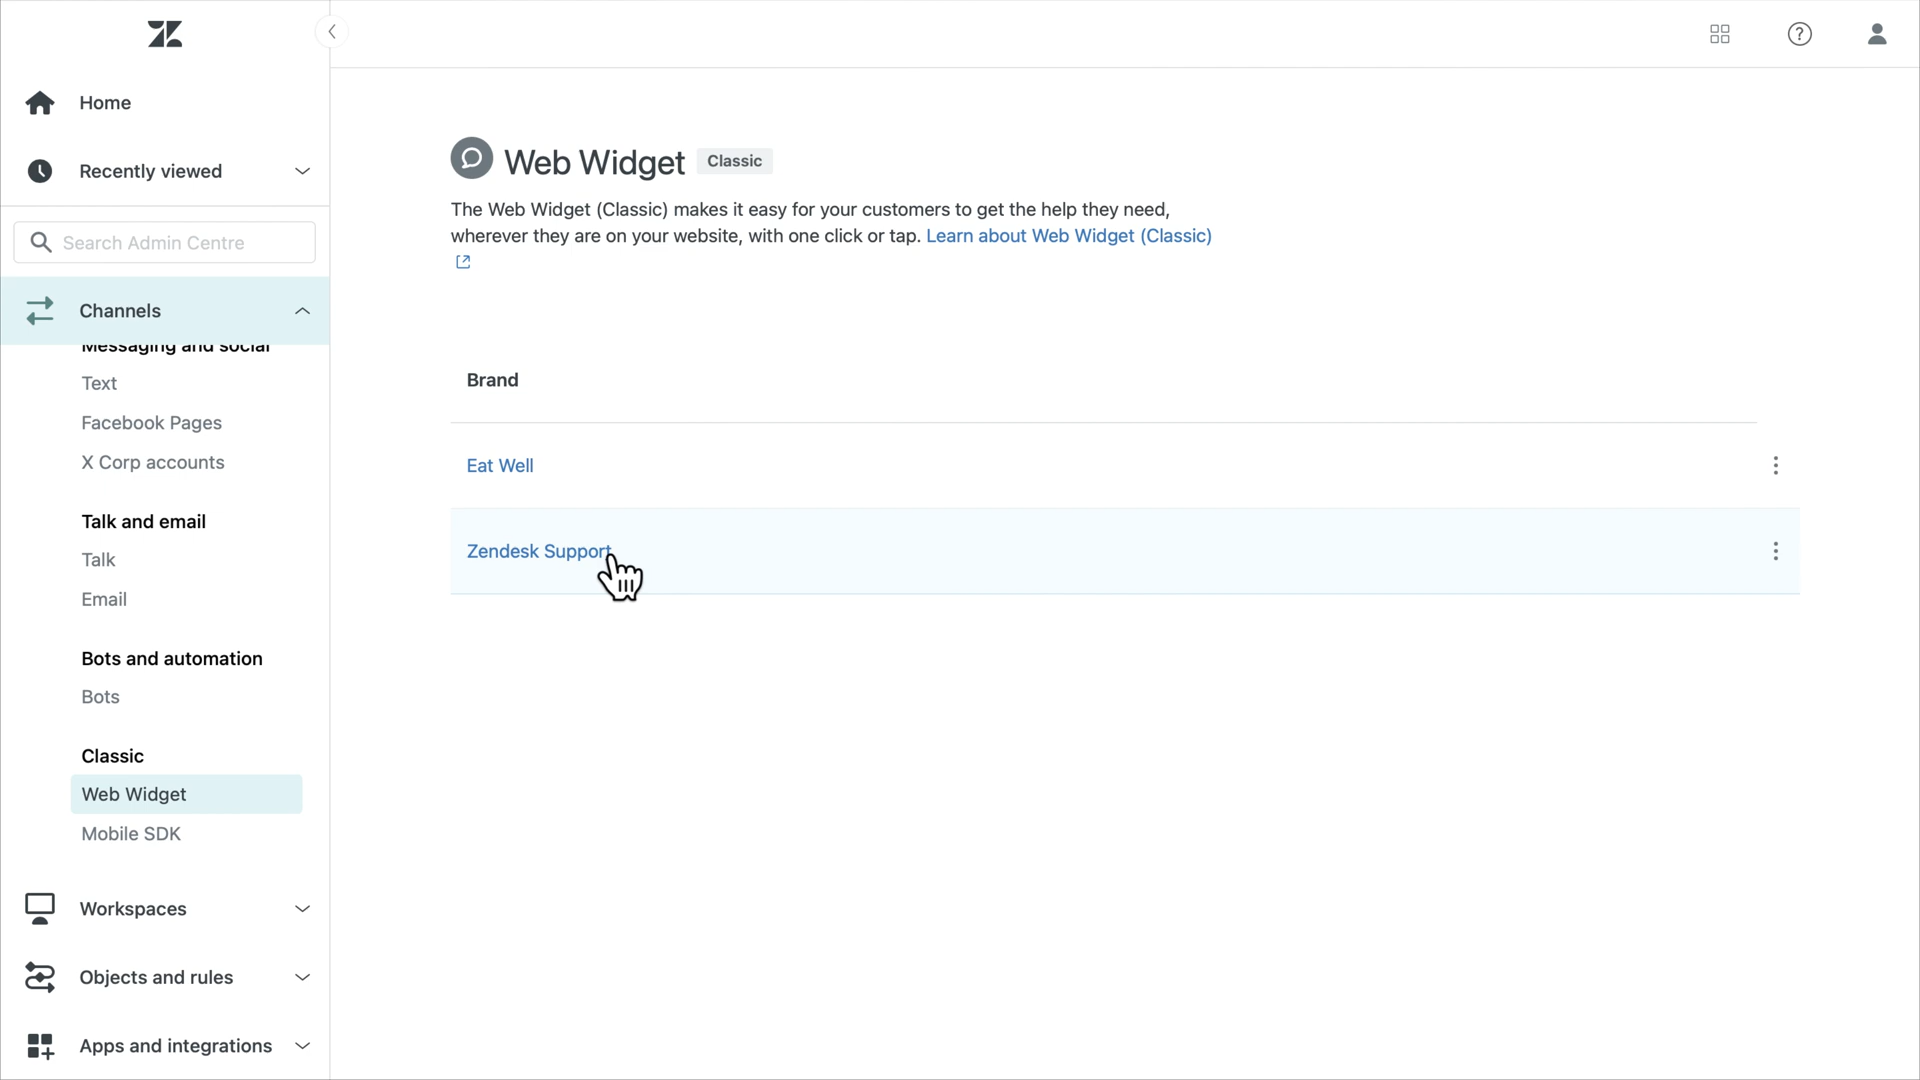 Home
Recently viewed
Search Admin Centre
Channels
Messaging and social
Text
Facebook Pages
X Corp accounts
Talk and email
Talk
Email
Bots and automation
Bots
Classic
Web Widget
Mobile SDK
Workspaces
Objects and rules
Apps and integrations
Web Widget Classic
The Web Widget (Classic) makes it easy for your customers to get the help they need,
wherever they are on your website, with one click or tap. Learn about Web Widget (Classic)
Brand
Eat Well
Zendesk Support